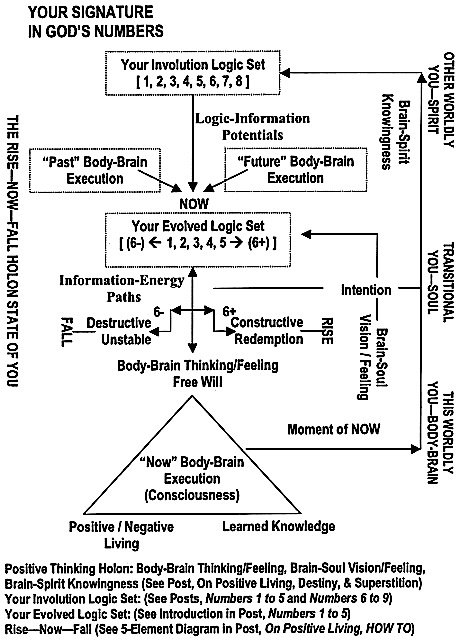 YOUR SIGNATURE
IN GOD'S NUMBERS
Your Involution Logic Set
[ 1, 2, 3, 4, 5, 6, 7, 8 ]
OTHER WORLDLY
YOU—SPIRIT
Brain-Spirit
Knowingness
Logic-Information
Potentials
THE RISE—NOW—FALL HOLON STATE OF YOU
"Past" Body-Brain
Execution
"Future" Body-Brain
Execution
NOW
Your Evolved Logic Set
[ (6-) ← 1, 2, 3, 4, 5 → (6+) ]
TRANSITIONAL
YOU—SOUL
Information-Energy
Paths
Intention
6-
6+
FALL
Destructive
Unstable
Constructive
Redemption
RISE
Brain-Soul
Vision / Feeling
Body-Brain Thinking/Feeling
Free Will
THIS WORLDLY
YOU—BODY-BRAIN
Moment of NOW
"Now" Body-Brain
Execution
(Consciousness)
Positive / Negative
Living
Learned Knowledge
Positive Thinking Holon: Body-Brain Thinking/Feeling, Brain-Soul Vision/Feeling,
Brain-Spirit Knowingness (See Post, On Positive Living, Destiny, & Superstition)
Your Involution Logic Set: (See Posts, Numbers 1 to 5 and Numbers 6 to 9)
Your Evolved Logic Set: (See Introduction in Post, Numbers 1 to 5)
Rise—Now—Fall (See 5-Element Diagram in Post, On Positive Living, HOW TO)